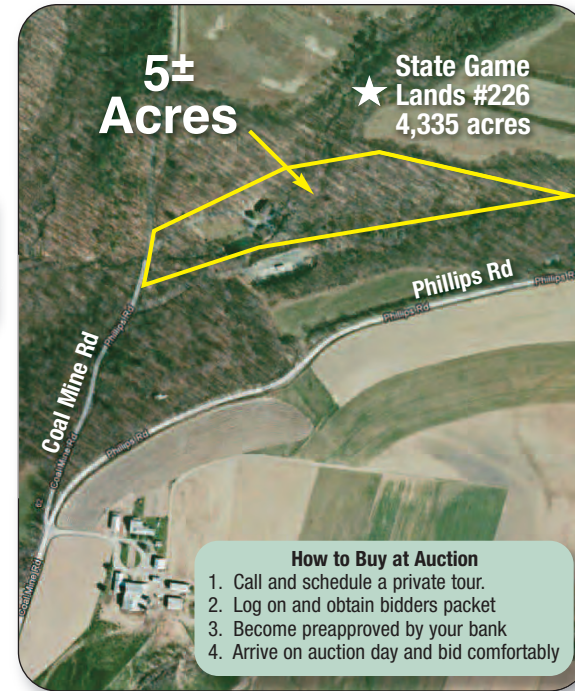 5±
Acres
State Game
Lands #226
4,335 acres
Phillips Rd
Phillips Rd
Phillips Rd
Phillips Rd
Coal Mine Rd
Coal Mine Rd
Phillips Rd
62
Coal Mine Rd
How to Buy at Auction
1. Call and schedule a private tour.
2. Log on and obtain bidders packet
3. Become preapproved by your bank
4. Arrive on auction day and bid comfortably